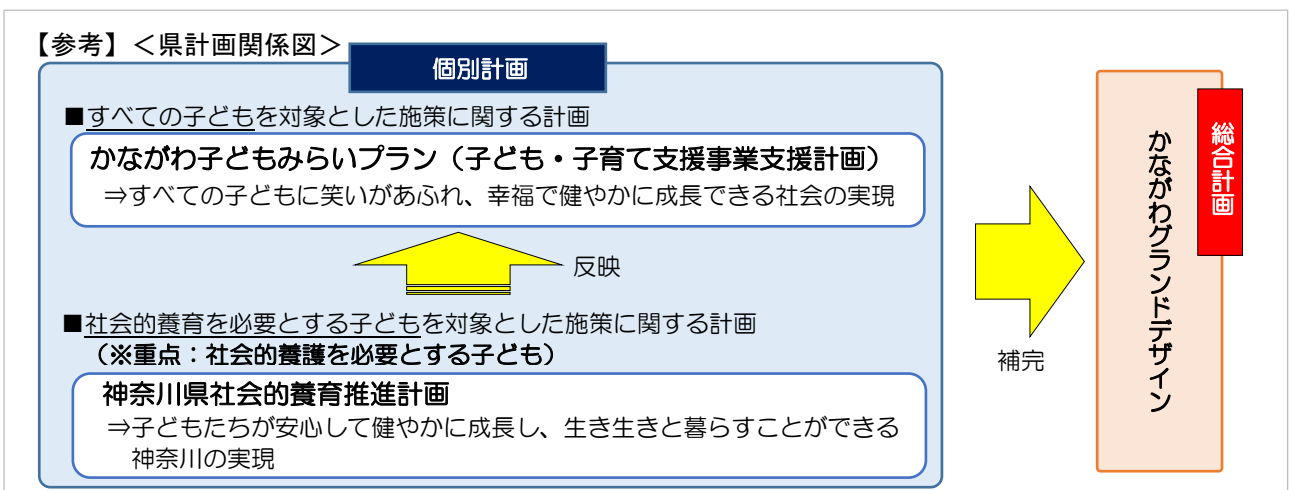 【参考】<県計画関係図>
個別計画
■すべての子どもを対象とした施策に関する計画
かながわ子どもみらいプラン（子ども・子育て支援事業支援計画）
⇒すべての子どもに笑いがあふれ、幸福で健やかに成長できる社会の実現
反映
■社会的養育を必要とする子どもを対象とした施策に関する計画
（※重点：社会的養護を必要とする子ども）
神奈川県社会的養育推進計画
⇒子どもたちが安心して健やかに成長し、生き生きと暮らすことができる
神奈川の実現
補完
総合計画
かながわグランドデザイン